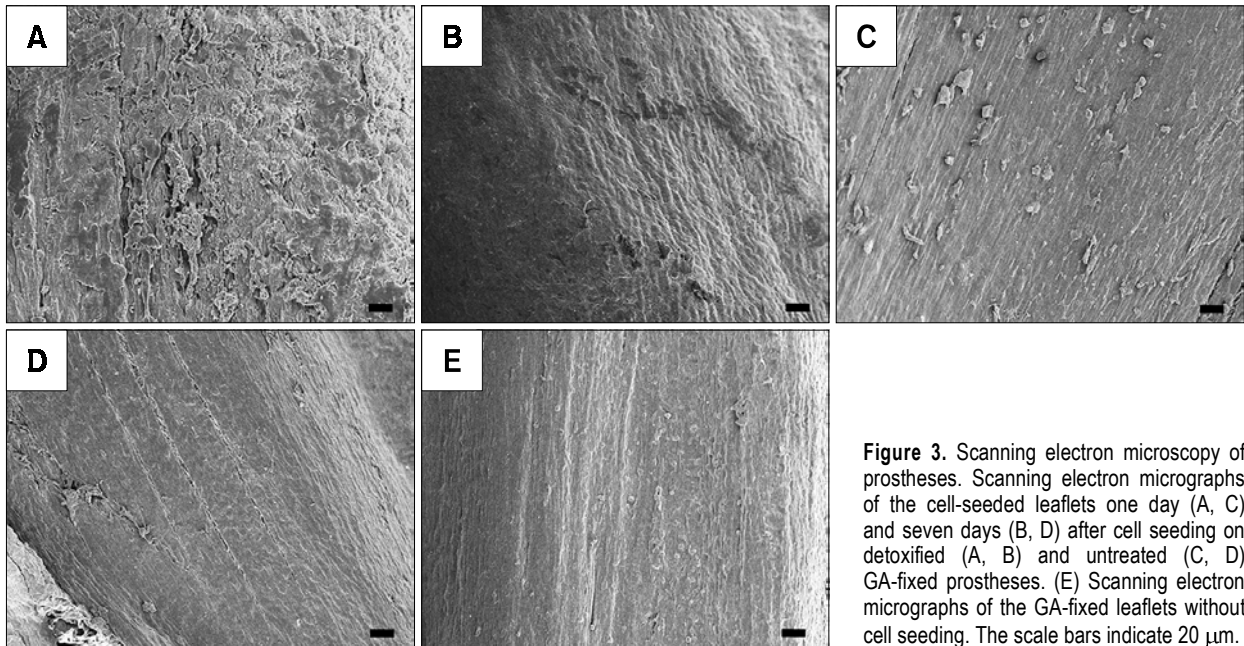 A
B
C
D
E
Figure 3. Scanning electron microscopy of
prostheses. Scanning electron micrographs
of the cell-seeded leaflets one day (A, C)
and seven days (B, D) after cell seeding on
detoxified (A, B) and untreated (C, D)
GA-fixed prostheses. (E) Scanning electron
micrographs of the GA-fixed leaflets without
cell seeding. The scale bars indicate 20 μm.